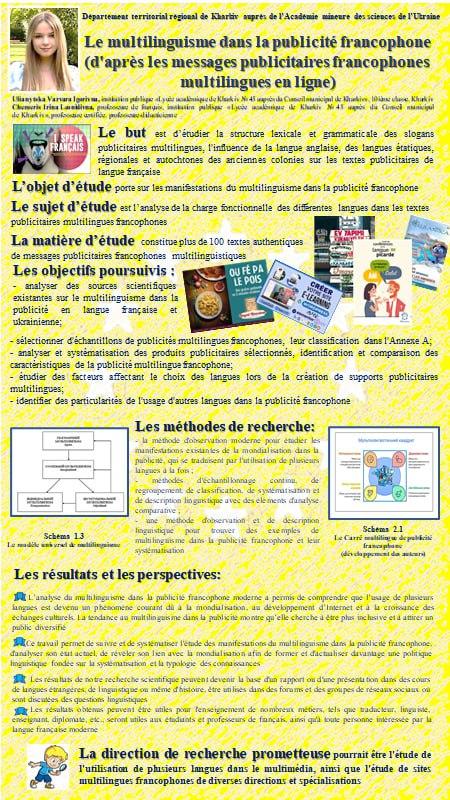 Département territorial régional de Kharkiv auprès de l'Académie mineure des sciences de l'Ukraine
Le multilinguisme dans la publicité francophone
(d'après les messages publicitaires francophones
multilingues en ligne)
Ulianytska Varvara Igorivna, institution publique «Lycée académique de Kharkiv № 45 auprès du Conseil municipal de Kharkiv», 10ième classe, Kharkiv
Chemeris Irina Leonidivna, professeure de français, institution publique «Lycée académique de Kharkiv № 45 auprès du Conseil municipal
de Kharkiv», professeure certifiée, professeure-didacticienne
I SPEAK
FRANÇAIS
Le but est d'étudier la structure lexicale et grammaticale des slogans
publicitaires multilingues, l'influence de la langue anglaise, des langues étatiques,
régionales et autochtones des anciennes colonies sur les textes publicitaires de
langue française
L'objet d'étude porte sur les manifestations du multilinguisme dans la publicité francophone
Le sujet d'étude est l'analyse de la charge fonctionnelle des différentes langues dans les textes
publicitaires multilingues francophones
La matière d'étude constitue plus de 100 textes authentiques
de messages publicitaires francophones multilinguistiques
Les objectifs poursuivis :
- analyser des sources scientifiques
existantes sur le multilinguisme dans la
publicité en langue française et
ukrainienne;
OU FÉ PA
LE POIS
CRÉER
E-LEARNING
EV TAPIMI
langue
picarde
- sélectionner d'échantillons de publicités multilingues francophones, leur classification dans l'Annexe A;
- analyser et systématisation des produits publicitaires sélectionnés, identification et comparaison des
caractéristiques de la publicité multilingue francophone;
- étudier des facteurs affectant le choix des langues lors de la création de supports publicitaires
multilingues;
- identifier des particularités de l'usage d'autres langues dans la publicité francophone
Les méthodes de recherche:
- la méthode d'observation moderne pour étudier les
manifestations existantes de la mondialisation dans la
publicité, qui se traduisent par l'utilisation de plusieurs
langues à la fois ;
- méthodes d'échantillonnage continu, de
regroupement, de classification, de systématisation et
de description linguistique avec des éléments d'analyse
comparative ;
- une méthode d'observation et de description
linguistique pour trouver des exemples de
multilinguisme dans la publicité francophone et leur
systématisation
Schéma 1.3
Le modèle universel de multilinguisme
Мультилінгвістичний квадрат
Schéma 2.1
Le Carré multilingue de publicité
francophone
(développement des auteurs)
Les résultats et les perspectives:
L'analyse du multilinguisme dans la publicité francophone moderne a permis de comprendre que l'usage de plusieurs
langues est devenu un phénomène courant dû à la mondialisation, au développement d'Internet et à la croissance des
échanges culturels. La tendance au multilinguisme dans la publicité montre qu'elle cherche à être plus inclusive et à attirer un
public diversifié
Ce travail permet de suivre et de systématiser l'étude des manifestations du multilinguisme dans la publicité francophone,
d'analyser son état actuel, de révéler son lien avec la mondialisation afin de former et d'actualiser davantage une politique
linguistique fondée sur la systématisation et la typologie des connaissances
Les résultats de notre recherche scientifique peuvent devenir la base d'un rapport ou d'une présentation dans des cours
de langues étrangères, de linguistique ou même d'histoire, être utilisés dans des forums et des groupes de réseaux sociaux où
sont discutées des questions linguistiques
Les résultats obtenus peuvent être utiles pour l'enseignement de nombreux métiers, tels que traducteur, linguiste,
enseignant, diplomate, etc., seront utiles aux étudiants et professeurs de français, ainsi qu'à toute personne intéressée par la
langue française moderne
La direction de recherche prometteuse pourrait être l'étude de
l'utilisation de plusieurs langues dans le multimédia, ainsi que l'étude de sites
multilingues francophones de diverses directions et spécialisations